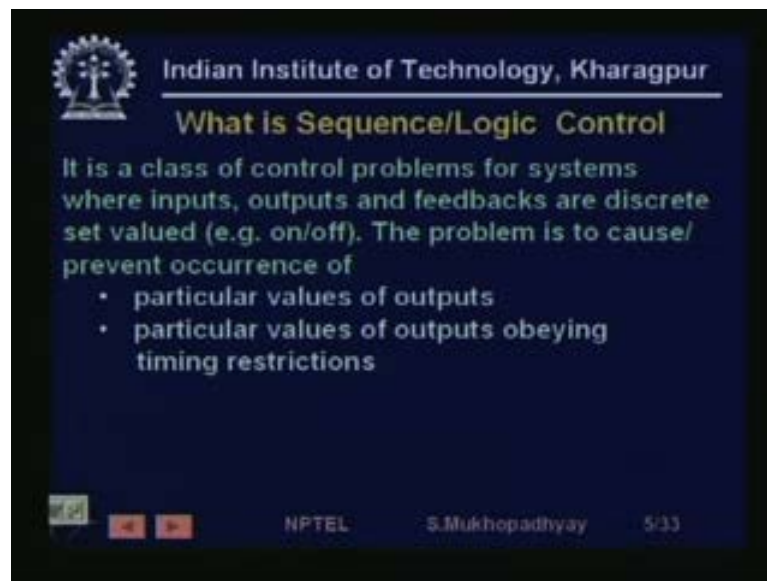 Indian Institute of Technology, Kharagpur
What is Sequence/Logic Control
It is a class of control problems for systems
where inputs, outputs and feedbacks are discrete
set valued (e.g. on/off). The problem is to cause/
prevent occurrence of
• particular values of outputs
• particular values of outputs obeying
timing restrictions
NPTEL S.Mukhopadhyay 5/33